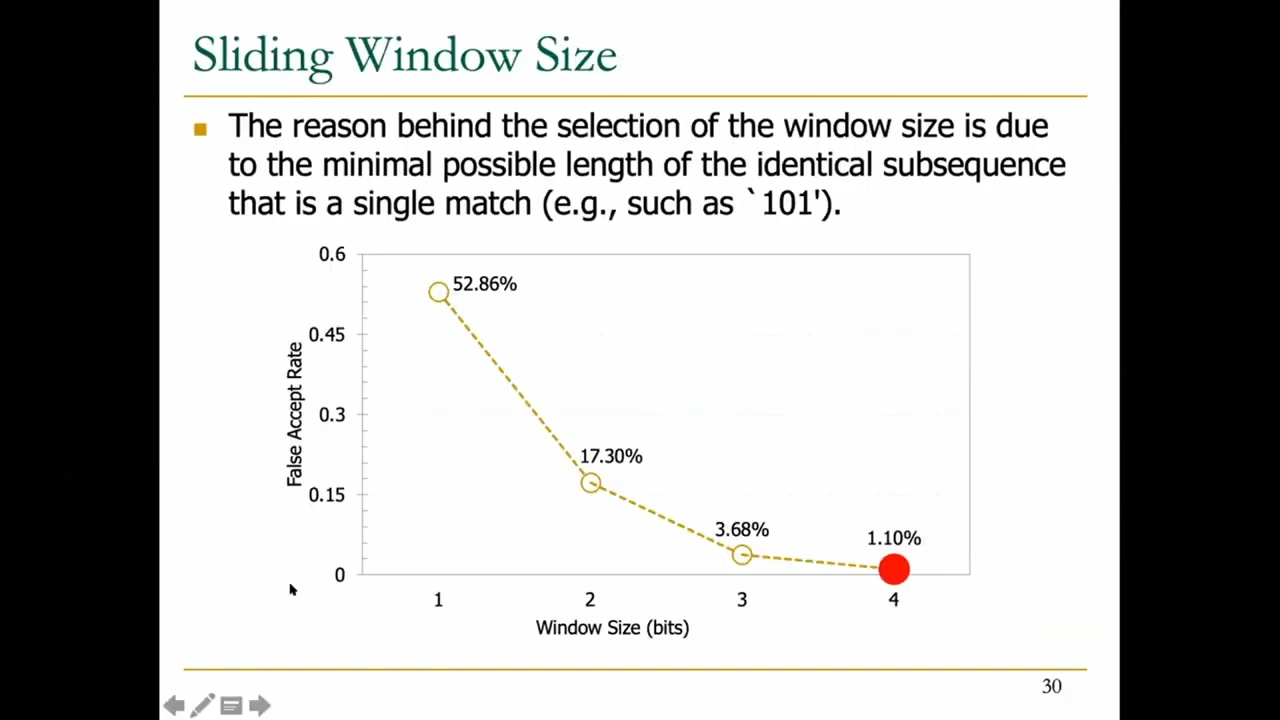 Sliding Window Size
The reason behind the selection of the window size is due
to the minimal possible length of the identical subsequence
that is a single match (e.g., such as `101').
0.6
52.86%
0.45
False Accept Rate
0.3
17.30%
0.15
3.68%
1.10%
0
1 2 3 4
Window Size (bits)
30